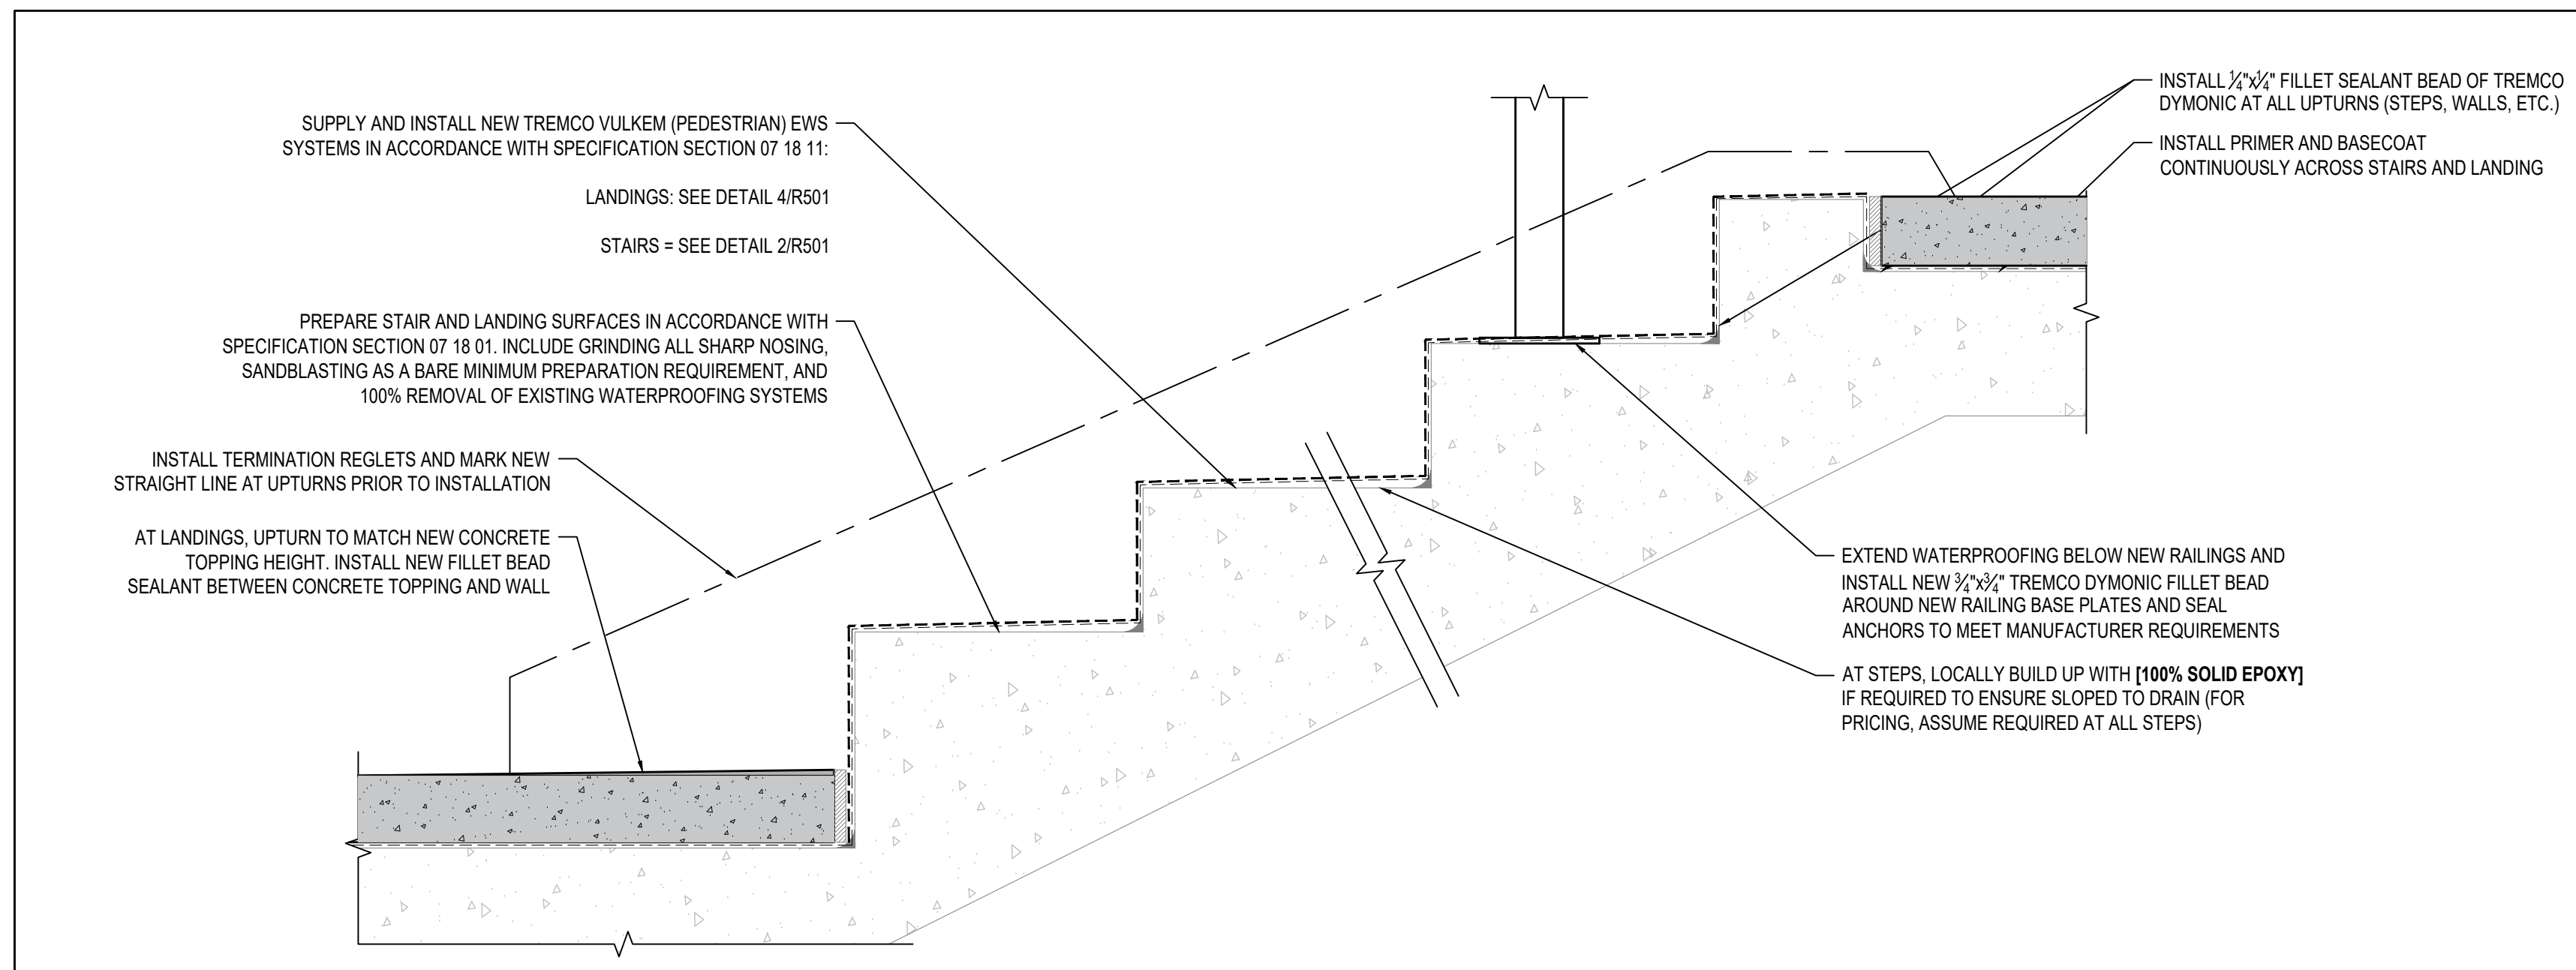 SUPPLY AND INSTALL NEW TREMCO VULKEM (PEDESTRIAN) EWS
SYSTEMS IN ACCORDANCE WITH SPECIFICATION SECTION 07 18 11:
LANDINGS: SEE DETAIL 4/R501
STAIRS = SEE DETAIL 2/R501
PREPARE STAIR AND LANDING SURFACES IN ACCORDANCE WITH
SPECIFICATION SECTION 07 18 01. INCLUDE GRINDING ALL SHARP NOSING,
SANDBLASTING AS A BARE MINIMUM PREPARATION REQUIREMENT, AND
100% REMOVAL OF EXISTING WATERPROOFING SYSTEMS
INSTALL TERMINATION REGLETS AND MARK NEW
STRAIGHT LINE AT UPTURNS PRIOR TO INSTALLATION
AT LANDINGS, UPTURN TO MATCH NEW CONCRETE
TOPPING HEIGHT. INSTALL NEW FILLET BEAD
SEALANT BETWEEN CONCRETE TOPPING AND WALL
INSTALL 1/4"x1/4" FILLET SEALANT BEAD OF TREMCO
DYMONIC AT ALL UPTURNS (STEPS, WALLS, ETC.)
INSTALL PRIMER AND BASECOAT
CONTINUOUSLY ACROSS STAIRS AND LANDING
EXTEND WATERPROOFING BELOW NEW RAILINGS AND
INSTALL NEW 3/4"x3/4" TREMCO DYMONIC FILLET BEAD
AROUND NEW RAILING BASE PLATES AND SEAL
ANCHORS TO MEET MANUFACTURER REQUIREMENTS
AT STEPS, LOCALLY BUILD UP WITH [100% SOLID EPOXY]
IF REQUIRED TO ENSURE SLOPED TO DRAIN (FOR
PRICING, ASSUME REQUIRED AT ALL STEPS)